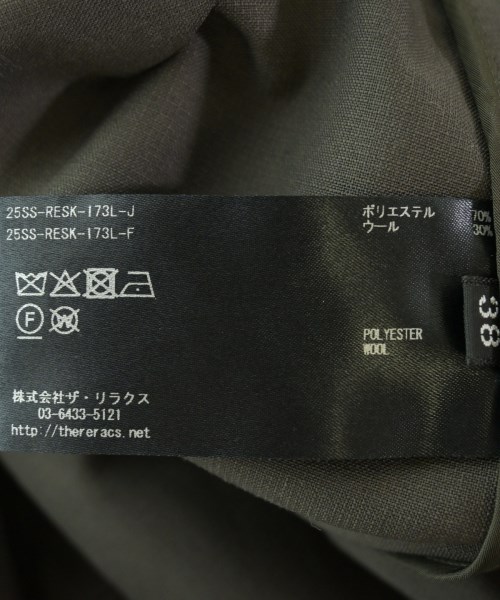 25SS-RESK-173L-J
25SS-RESK-173L-F
ポリエステル 70%
ウール 30%
F
W
POLYESTER
WOOL
38
株式会社ザ・リラクス
03-6433-5121
http://thereracs.net